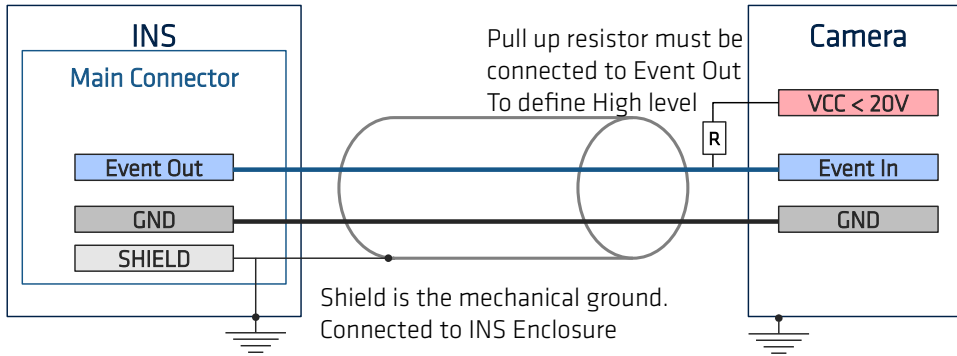 INS
Main Connector
Event Out
GND
SHIELD
Pull up resistor must be
connected to Event Out
To define High level
R
Shield is the mechanical ground.
Connected to INS Enclosure
Camera
VCC < 20V
Event In
GND